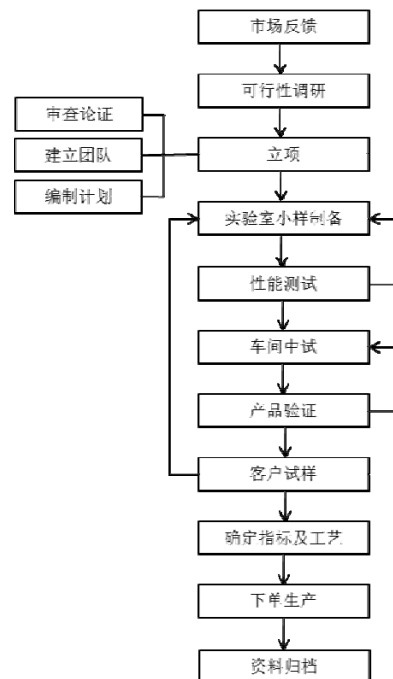 市场反馈
可行性调研
审查论证
建立团队
立项
编制计划
实验室小样制备
性能测试
车间中试
产品验证
客户试样
确定指标及工艺
下单生产
资料归档